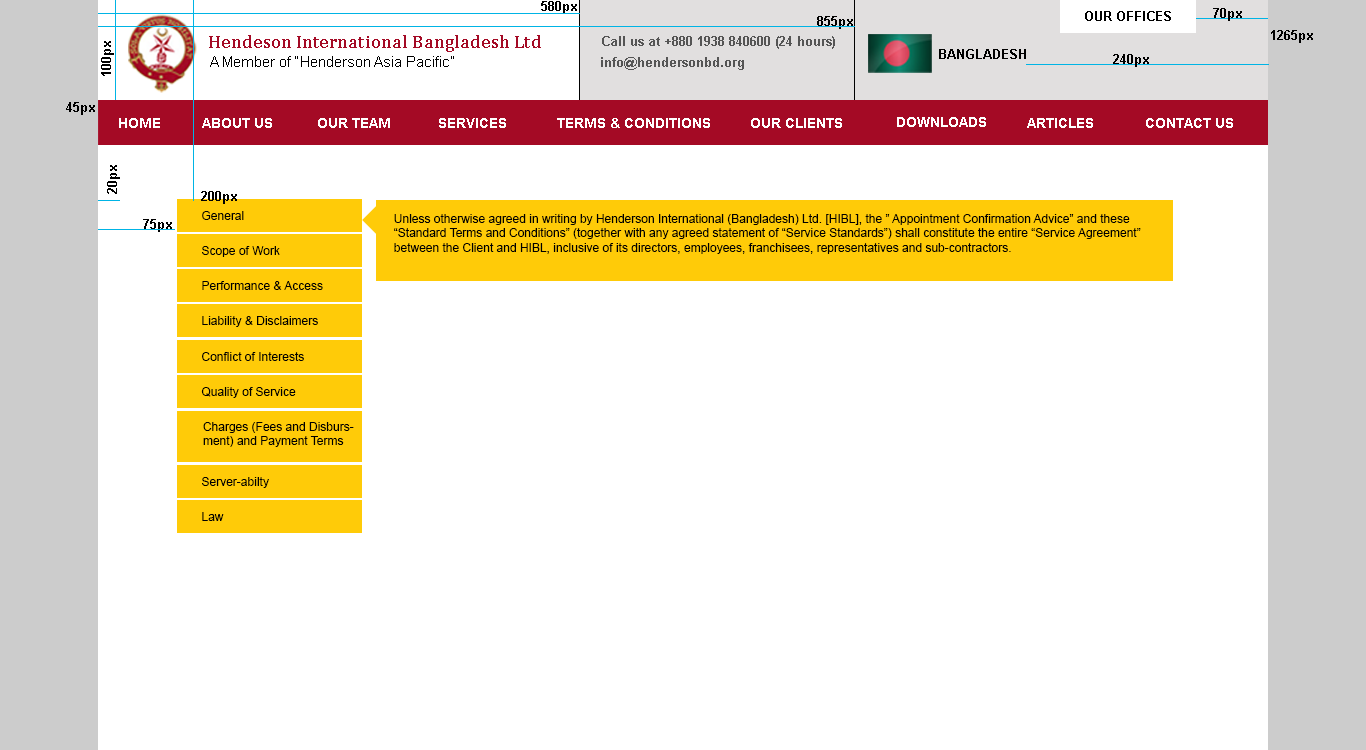 580px
855px
OUR OFFICES
70px
1265px
100px
Hendeson International Bangladesh Ltd
A Member of "Henderson Asia Pacific"
Call us at +880 1938 840600 (24 hours)
info@hendersonbd.org
BANGLADESH
240px
45px
HOME
ABOUT US
OUR TEAM
SERVICES
TERMS & CONDITIONS
OUR CLIENTS
DOWNLOADS
ARTICLES
CONTACT US
20px
200px
75px
General
Scope of Work
Performance & Access
Liability & Disclaimers
Conflict of Interests
Quality of Service
Charges (Fees and Disburs-
ment) and Payment Terms
Server-abilty
Law
Unless otherwise agreed in writing by Henderson International (Bangladesh) Ltd. [HIBL], the ” Appointment Confirmation Advice” and these
“Standard Terms and Conditions” (together with any agreed statement of “Service Standards”) shall constitute the entire “Service Agreement”
between the Client and HIBL, inclusive of its directors, employees, franchisees, representatives and sub-contractors.